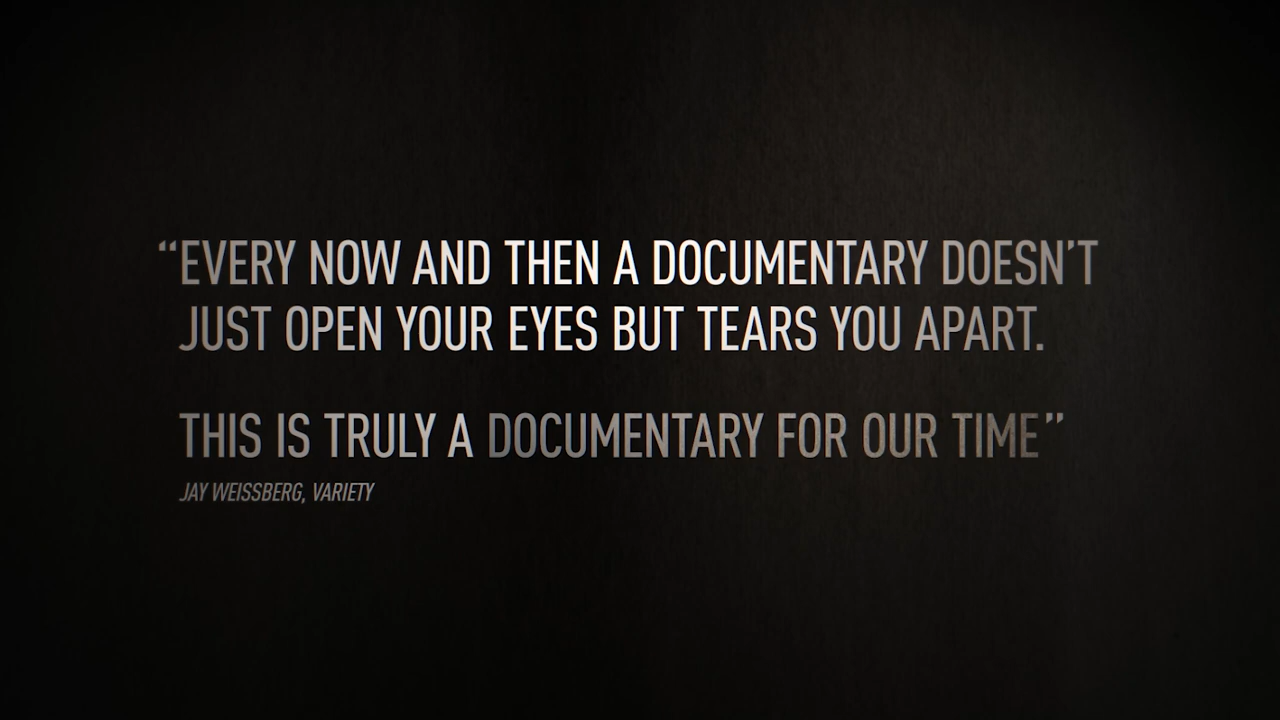 “EVERY NOW AND THEN A DOCUMENTARY DOESN’T
JUST OPEN YOUR EYES BUT TEARS YOU APART.
THIS IS TRULY A DOCUMENTARY FOR OUR TIME”
JAY WEISSBERG, VARIETY